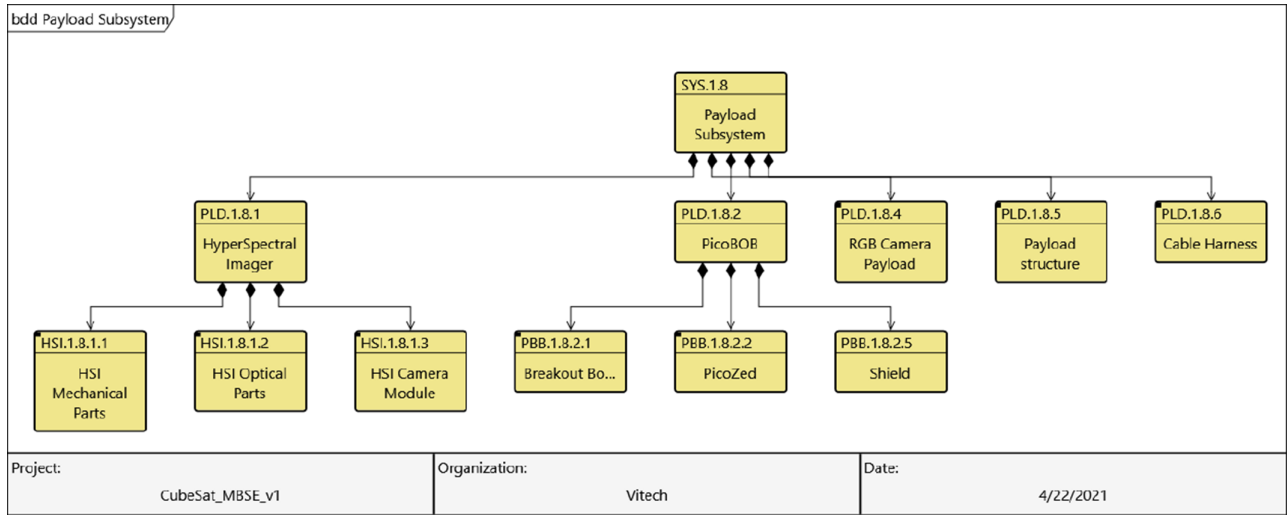 bdd Payload Subsystem
SYS.1.8
Payload
Subsystem
PLD.1.8.1
HyperSpectral
Imager
PLD.1.8.2
PicoBOB
PLD.1.8.4
RGB Camera
Payload
PLD.1.8.5
Payload
structure
PLD.1.8.6
Cable Harness
HSI.1.8.1.1
HSI
Mechanical
Parts
HSI.1.8.1.2
HSI Optical
Parts
HSI.1.8.1.3
HSI Camera
Module
PBB.1.8.2.1
Breakout Bo...
PBB.1.8.2.2
PicoZed
PBB.1.8.2.5
Shield
Project:
CubeSat_MBSE_v1
Organization:
Vitech
Date:
4/22/2021